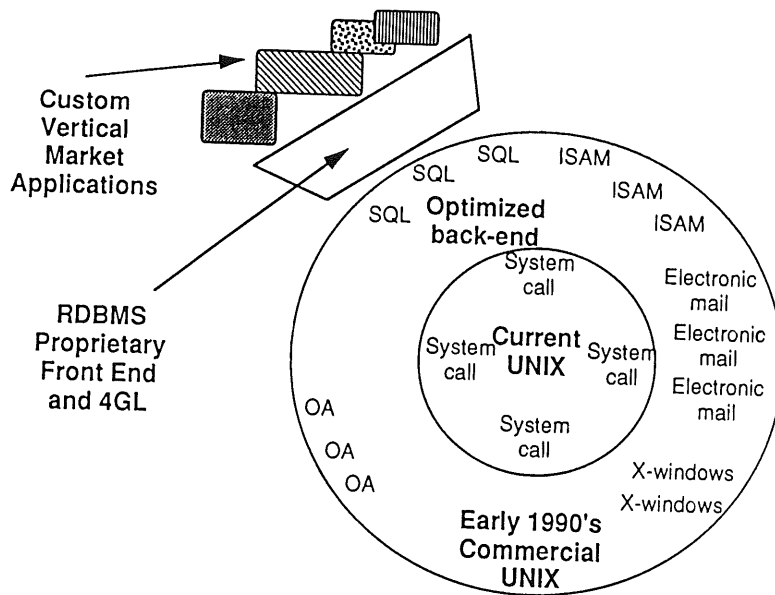 Custom
Vertical
Market
Applications
RDBMS
Proprietary
Front End
and 4GL
SQL
SQL
SQL
ISAM
ISAM
ISAM
Optimized
back-end
System
call
System
call
Current
UNIX
System
call
System
call
Electronic
mail
Electronic
mail
Electronic
mail
OA
OA
OA
X-windows
X-windows
Early 1990's
Commercial
UNIX